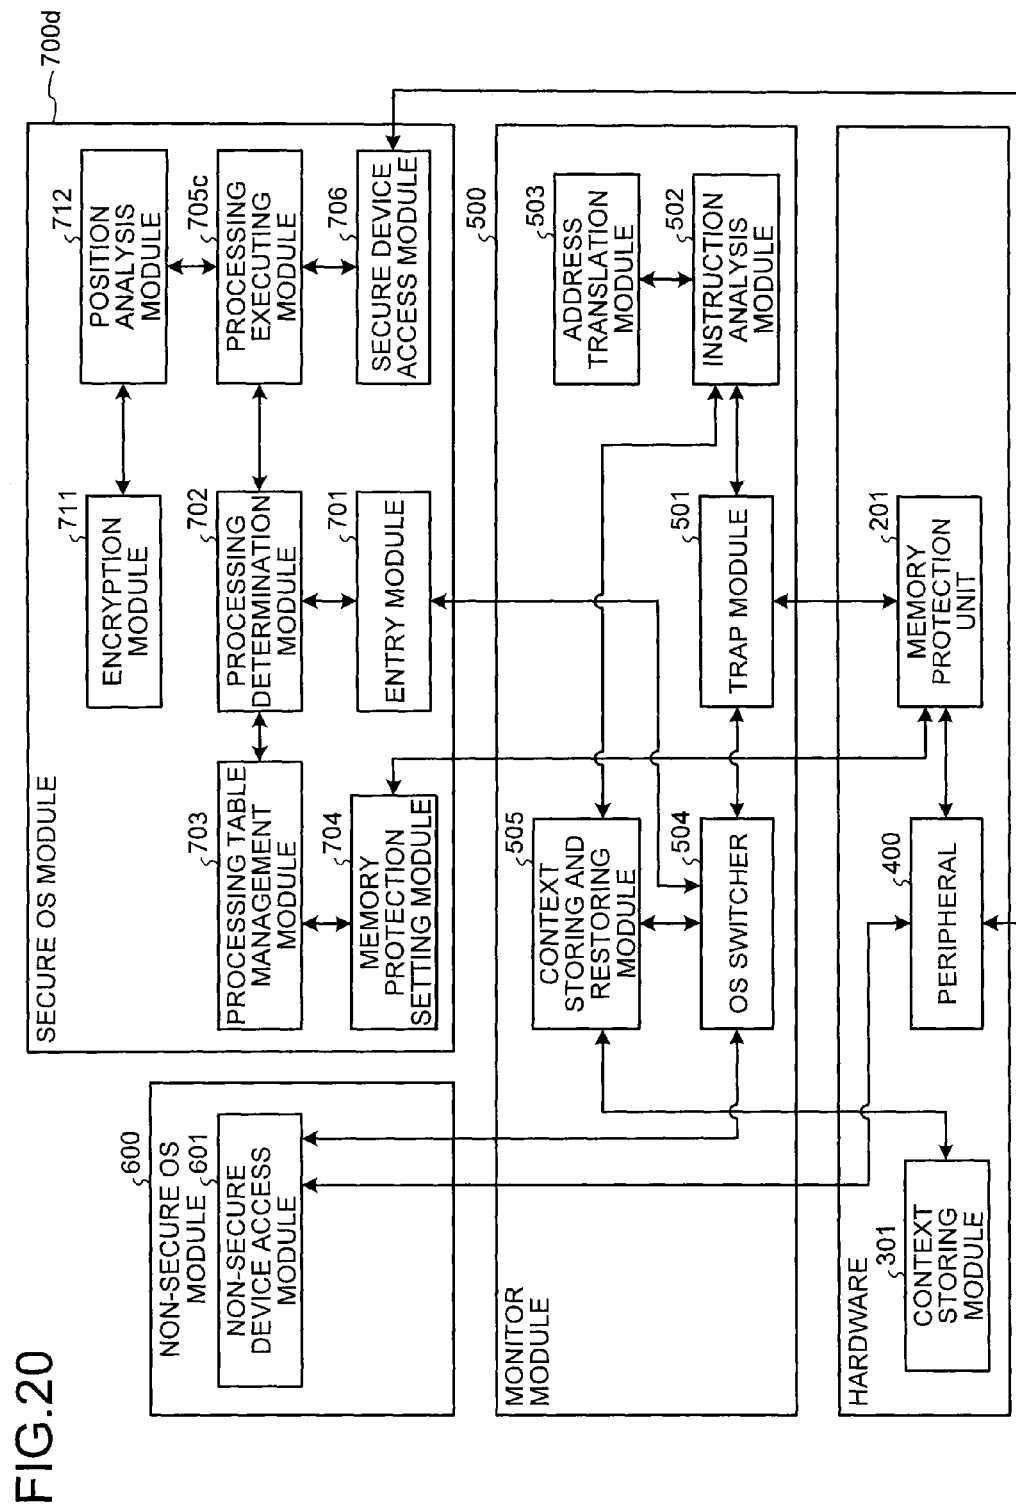 FIG.20
700d
SECURE OS MODULE
711
ENCRYPTION
MODULE
712
POSITION
ANALYSIS
MODULE
703
PROCESSING TABLE
MANAGEMENT
MODULE
702
PROCESSING
DETERMINATION
MODULE
705c
PROCESSING
EXECUTING
MODULE
704
MEMORY
PROTECTION
SETTING MODULE
701
ENTRY MODULE
706
SECURE DEVICE
ACCESS MODULE
600
NON-SECURE OS
MODULE
601
NON-SECURE
DEVICE ACCESS
MODULE
500
MONITOR
MODULE
505
CONTEXT
STORING AND
RESTORING
MODULE
503
ADDRESS
TRANSLATION
MODULE
504
OS SWITCHER
501
TRAP MODULE
502
INSTRUCTION
ANALYSIS
MODULE
HARDWARE
301
CONTEXT
STORING
MODULE
400
PERIPHERAL
201
MEMORY
PROTECTION
UNIT